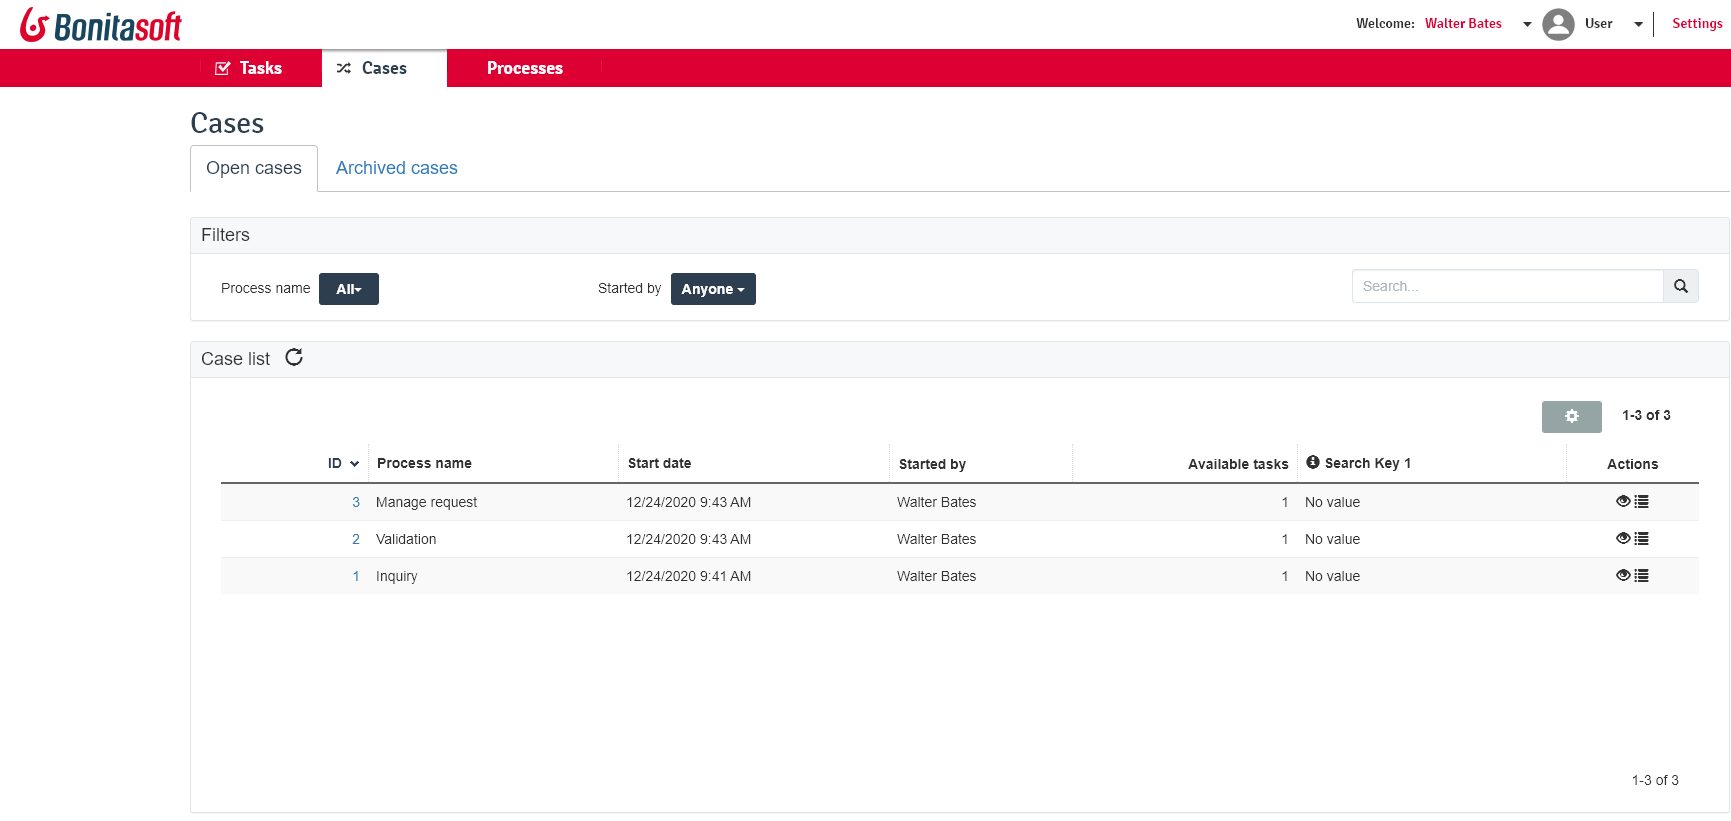 Bonitasoft
Welcome: Walter Bates User Settings
Tasks Cases Processes
Cases
Open cases Archived cases
Filters
Process name All Started by Anyone Search...
Case list
1-3 of 3
ID Process name Start date Started by Available tasks Search Key 1 Actions
3 Manage request 12/24/2020 9:43 AM Walter Bates 1 No value
2 Validation 12/24/2020 9:43 AM Walter Bates 1 No value
1 Inquiry 12/24/2020 9:41 AM Walter Bates 1 No value
1-3 of 3